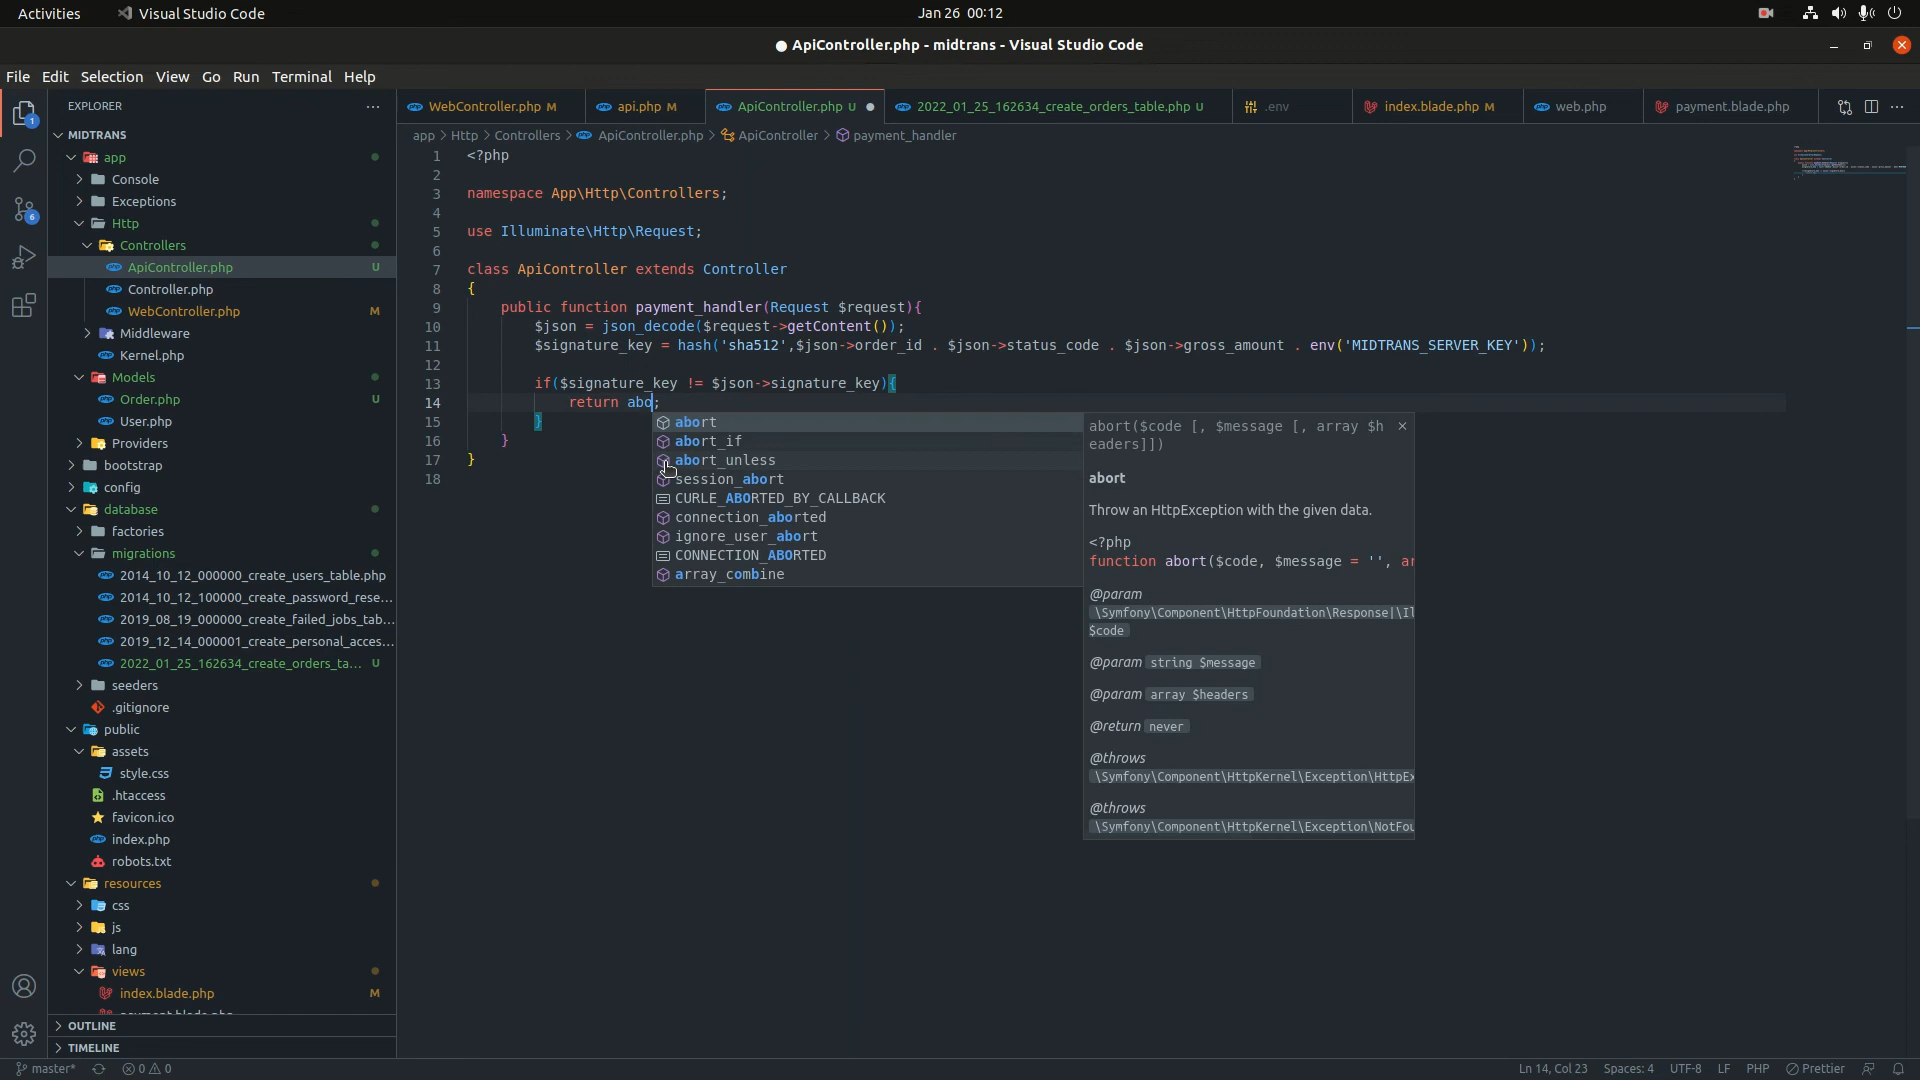 Activities Visual Studio Code Jan 26 00:12
ApiController.php - midtrans - Visual Studio Code
File Edit Selection View Go Run Terminal Help
EXPLORER
MIDTRANS
app
Console
Exceptions
Http
Controllers
ApiController.php U
Controller.php
WebController.php M
Middleware
Kernel.php
Models
Order.php U
User.php
Providers
bootstrap
config
database
factories
migrations
2014_10_12_000000_create_users_table.php
2014_10_12_100000_create_password_rese...
2019_08_19_000000_create_failed_jobs_tab...
2019_12_14_000001_create_personal_acces...
2022_01_25_162634_create_orders_ta... U
seeders
.gitignore
public
assets
style.css
.htaccess
favicon.ico
index.php
robots.txt
resources
css
js
lang
views
index.blade.php M
OUTLINE
TIMELINE
WebController.php M api.php M ApiController.php U 2022_01_25_162634_create_orders_table.php U .env index.blade.php M web.php payment.blade.php
app > Http > Controllers > ApiController.php > ApiController > payment_handler
1 <?php
2
3 namespace App\Http\Controllers;
4
5 use Illuminate\Http\Request;
6
7 class ApiController extends Controller
8 {
9 public function payment_handler(Request $request){
10 $json = json_decode($request->getContent());
11 $signature_key = hash('sha512',$json->order_id . $json->status_code . $json->gross_amount . env('MIDTRANS_SERVER_KEY'));
12
13 if($signature_key != $json->signature_key){
14 return abo;
15 }
16 }
17 }
18
abort
abort_if
abort_unless
session_abort
CURLE_ABORTED_BY_CALLBACK
connection_aborted
ignore_user_abort
CONNECTION_ABORTED
array_combine
abort($code [, $message [, array $h
eaders]])
abort
Throw an HttpException with the given data.
<?php
function abort($code, $message = '', ar
@param
\Symfony\Component\HttpFoundation\Response|\Il
$code
@param string $message
@param array $headers
@return never
@throws
\Symfony\Component\HttpKernel\Exception\HttpEx
@throws
\Symfony\Component\HttpKernel\Exception\NotFou
master* 0 0 Ln 14, Col 23 Spaces: 4 UTF-8 LF PHP Prettier